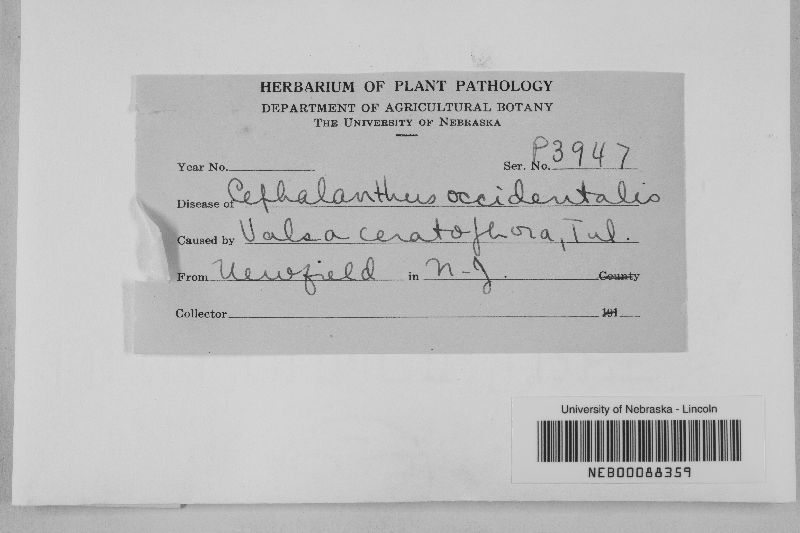 HERBARIUM OF PLANT PATHOLOGY
DEPARTMENT OF AGRICULTURAL BOTANY
THE UNIVERSITY OF NEBRASKA
Year No. Ser. No. P3947
Disease of Cephalanthus occidentalis
Caused by Valsa ceratophora, Tul.
From Newfield in N-J. County
Collector 191
University of Nebraska - Lincoln
NEB00088359